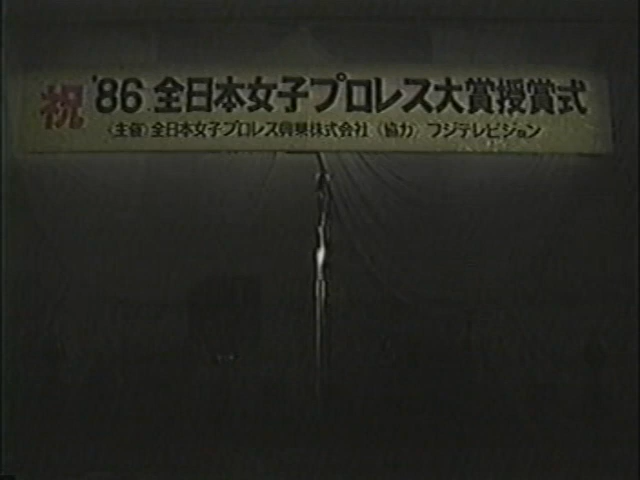 祝 '86 全日本女子プロレス大賞授賞式
〈主催〉全日本女子プロレス興業株式会社 〈協力〉フジテレビジョン